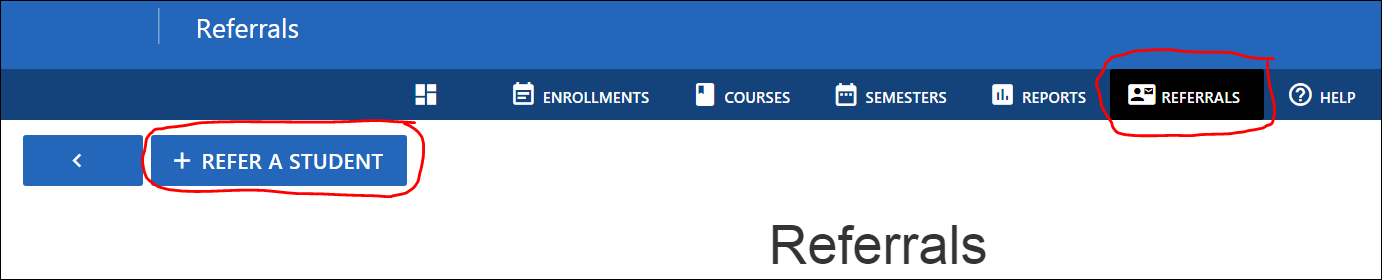 Referrals
ENROLLMENTS COURSES SEMESTERS REPORTS REFERRALS HELP
+ REFER A STUDENT
Referrals